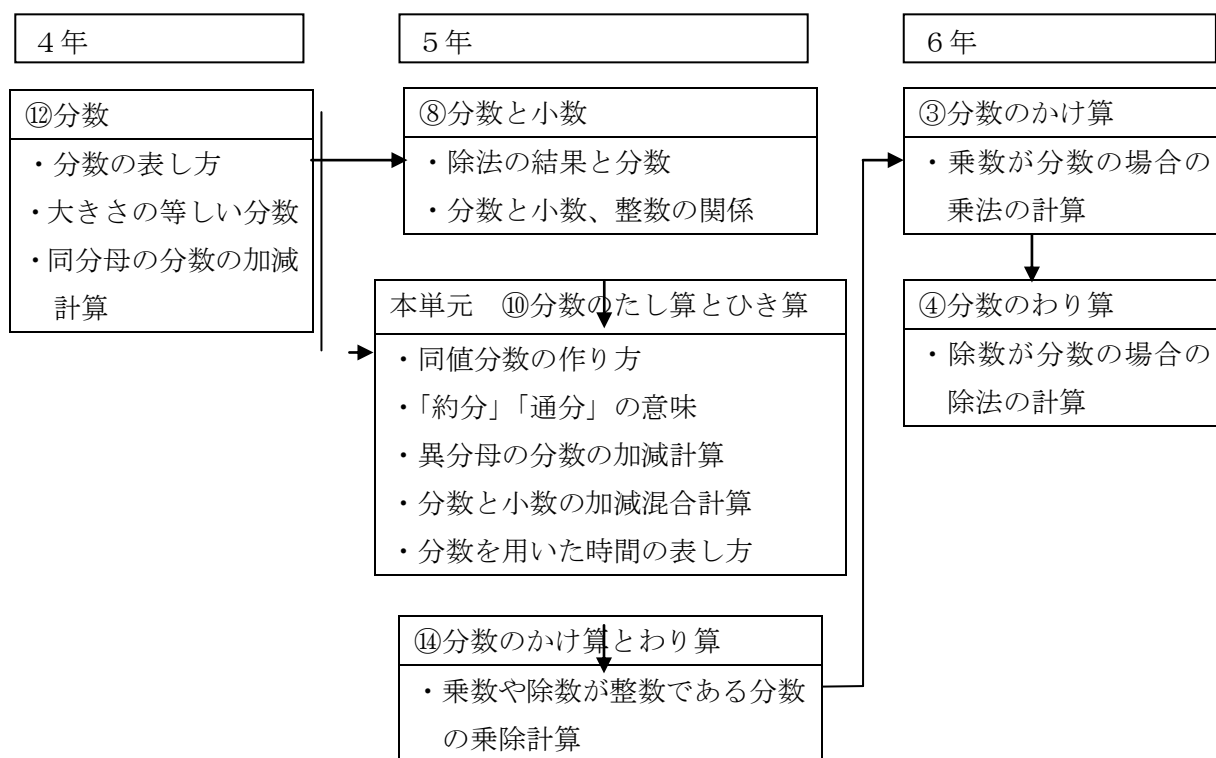 ４年
５年
６年
⑫分数
・分数の表し方
・大きさの等しい分数
・同分母の分数の加減
計算
⑧分数と小数
・除法の結果と分数
・分数と小数、整数の関係
本単元　⑩分数のたし算とひき算
・同値分数の作り方
・「約分」「通分」の意味
・異分母の分数の加減計算
・分数と小数の加減混合計算
・分数を用いた時間の表し方
⑭分数のかけ算とわり算
・乗数や除数が整数である分数
の乗除計算
③分数のかけ算
・乗数が分数の場合の
乗法の計算
④分数のわり算
・除数が分数の場合の
除法の計算